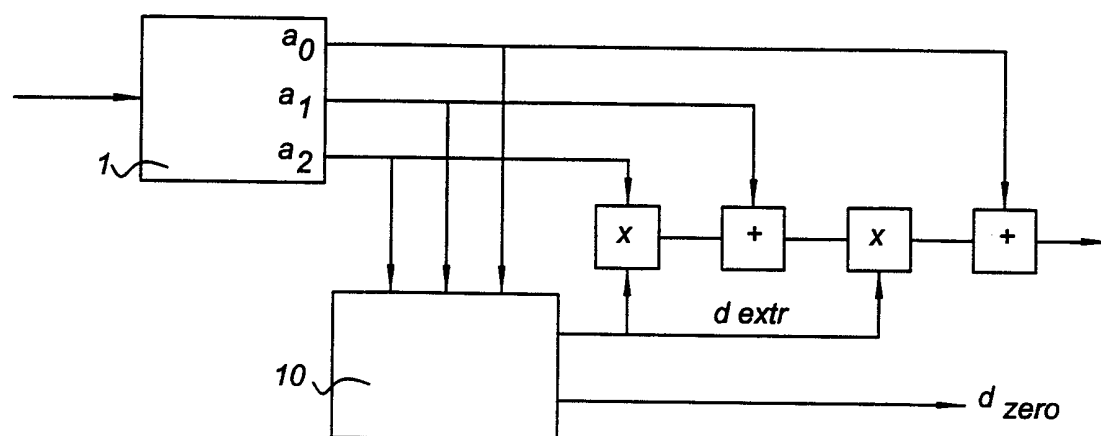 a0
a1
1 a2
x + x +
d extr
10
d zero